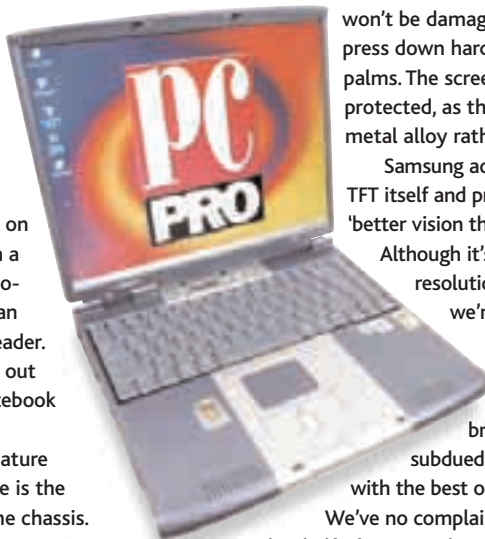 on
a
o-
an
eader.
out
tebook
ature
e is the
ne chassis.
PC
PRO
won't be damag
press down hard
palms. The scree
protected, as th
metal alloy rath
Samsung ac
TFT itself and pr
'better vision th
Although it's
resolutio
we're
br
subdued
with the best o
We've no complai